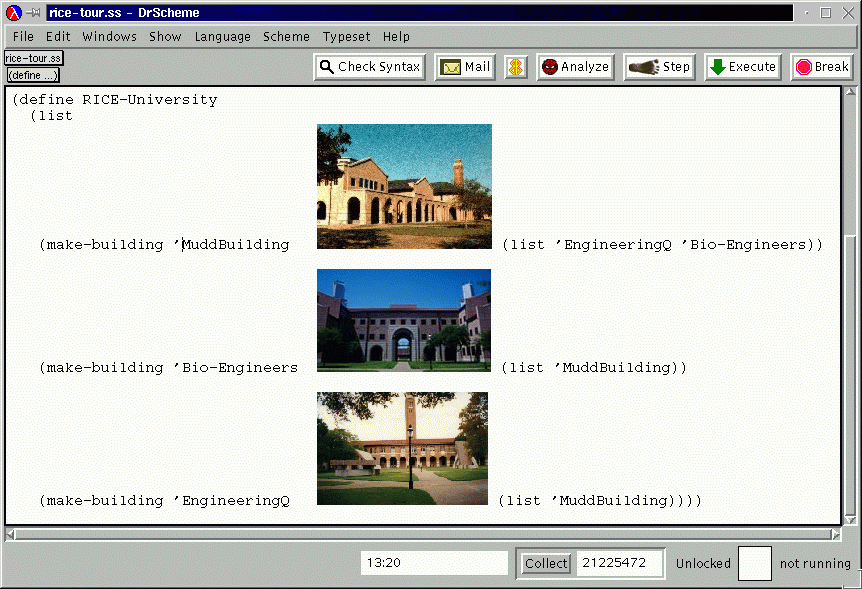 rice-tour.ss - DrScheme
File Edit Windows Show Language Scheme Typeset Help
rice-tour.ss
(define ...)
Check Syntax Mail Analyze Step Execute Break
(define RICE-University
(list
(make-building 'MuddBuilding (list 'EngineeringQ 'Bio-Engineers))
(make-building 'Bio-Engineers (list 'MuddBuilding))
(make-building 'EngineeringQ (list 'MuddBuilding))))
13:20 Collect 21225472 Unlocked not running